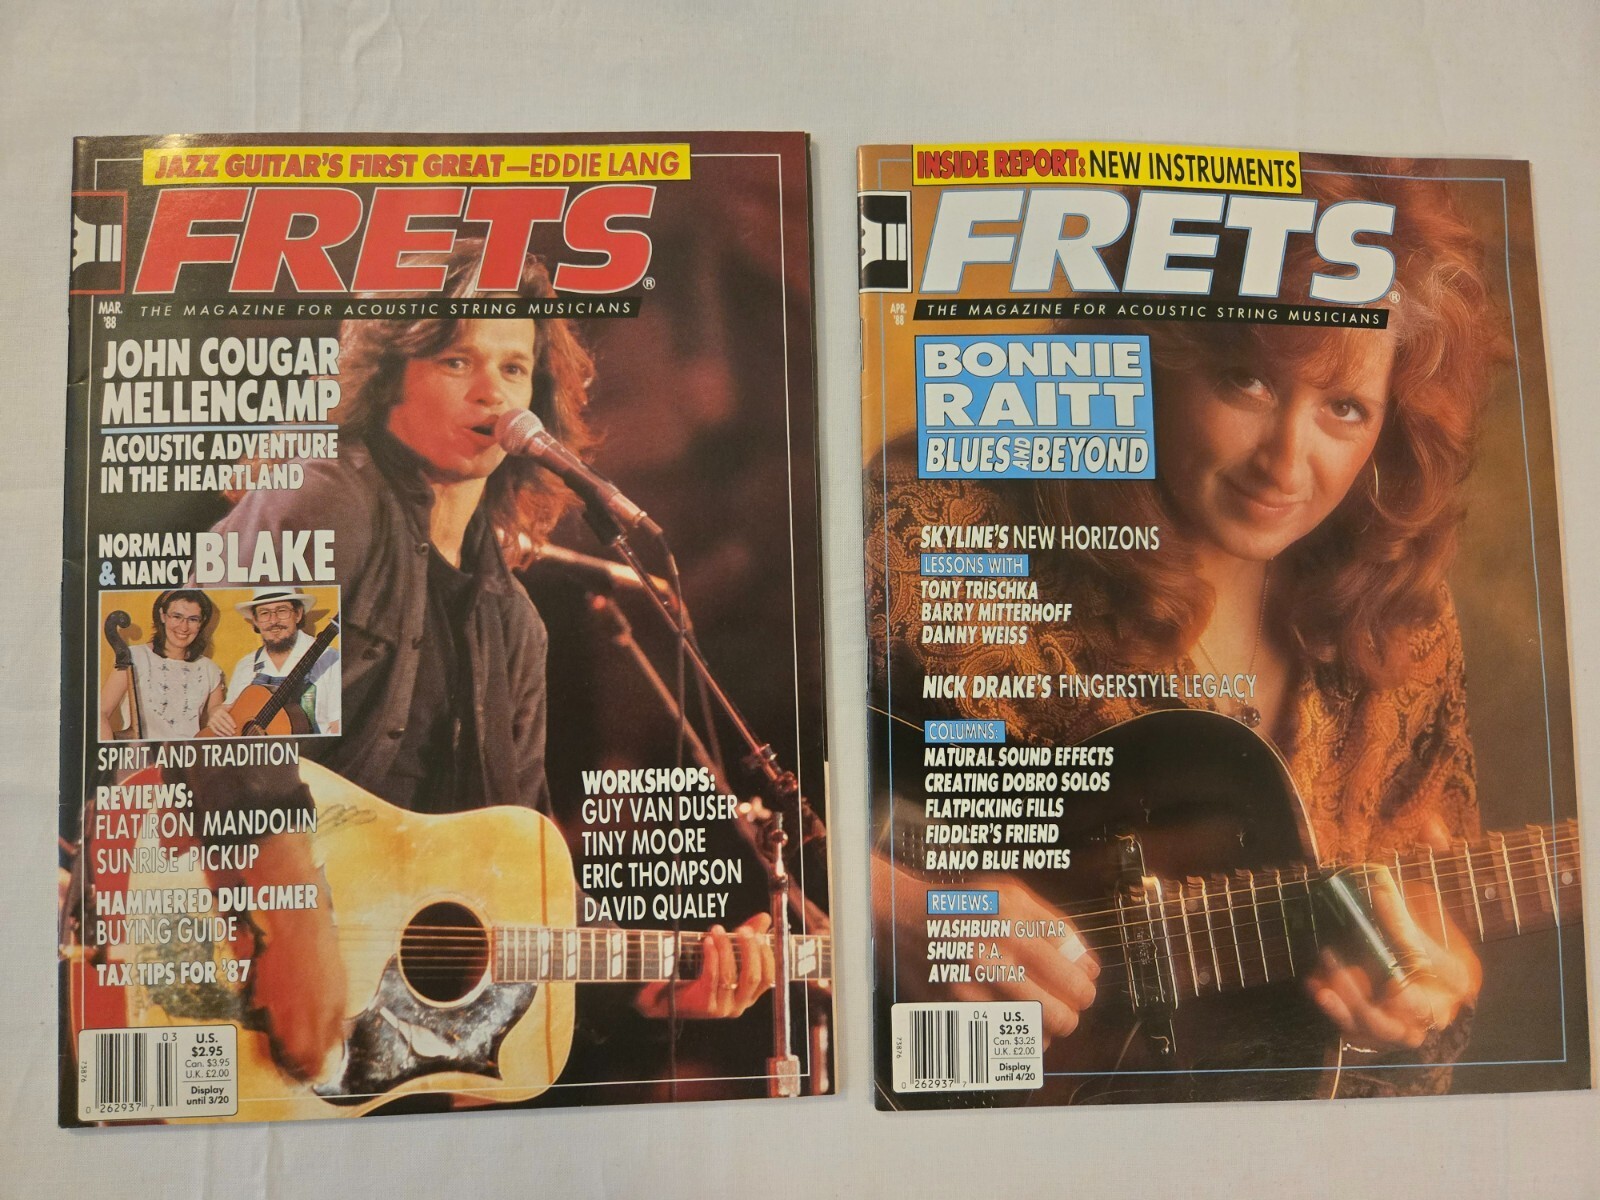 JAZZ GUITAR'S FIRST GREAT—EDDIE LANG
FRETS®
MAR. '88
THE MAGAZINE FOR ACOUSTIC STRING MUSICIANS
JOHN COUGAR
MELLENCAMP
ACOUSTIC ADVENTURE
IN THE HEARTLAND
NORMAN
& NANCY BLAKE
SPIRIT AND TRADITION
REVIEWS:
FLATIRON MANDOLIN
SUNRISE PICKUP
HAMMERED DULCIMER
BUYING GUIDE
TAX TIPS FOR '87
WORKSHOPS:
GUY VAN DUSER
TINY MOORE
ERIC THOMPSON
DAVID QUALEY
03
U.S.
$2.95
Can. $3.95
U.K. £2.00
Display
until 3/20
73876
0 262937 7
INSIDE REPORT: NEW INSTRUMENTS
FRETS®
APR. '88
THE MAGAZINE FOR ACOUSTIC STRING MUSICIANS
BONNIE
RAITT
BLUES AND BEYOND
SKYLINE'S NEW HORIZONS
LESSONS WITH
TONY TRISCHKA
BARRY MITTERHOFF
DANNY WEISS
NICK DRAKE'S FINGERSTYLE LEGACY
COLUMNS:
NATURAL SOUND EFFECTS
CREATING DOBRO SOLOS
FLATPICKING FILLS
FIDDLER'S FRIEND
BANJO BLUE NOTES
REVIEWS:
WASHBURN GUITAR
SHURE P.A.
AVRIL GUITAR
04
U.S.
$2.95
Can. $3.25
U.K. £2.00
Display
until 4/20
73876
0 262937 7